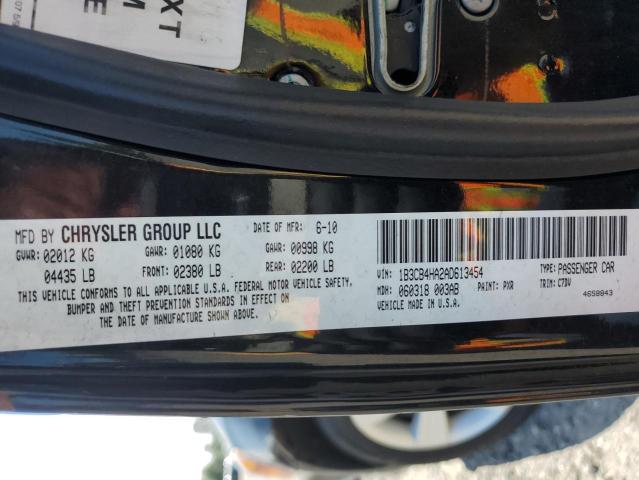 XT
M
E
MFD BY CHRYSLER GROUP LLC DATE OF MFR: 6-10
GVWR: 02012 KG GAWR: 01080 KG GAWR: 00998 KG
04435 LB FRONT: 02380 LB REAR: 02200 LB
THIS VEHICLE CONFORMS TO ALL APPLICABLE U.S.A. FEDERAL MOTOR VEHICLE SAFETY,
BUMPER AND THEFT PREVENTION STANDARDS IN EFFECT ON
THE DATE OF MANUFACTURE SHOWN ABOVE.
VIN: 1B3CB4HA2AD613454 TYPE: PASSENGER CAR
MDH: 060318 003AB PAINT: PXR TRIM: C7DV
VEHICLE MADE IN U.S.A. 4658943